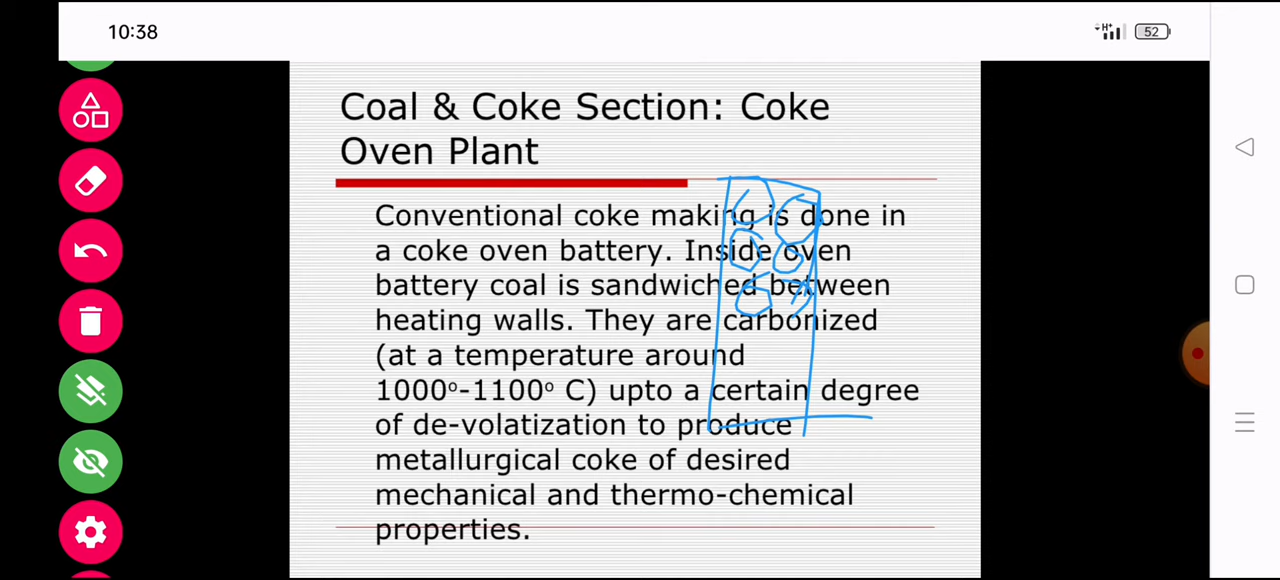 10:38
H+
52
Coal & Coke Section: Coke
Oven Plant
Conventional coke making is done in
a coke oven battery. Inside oven
battery coal is sandwiched between
heating walls. They are carbonized
(at a temperature around
1000º-1100º C) upto a certain degree
of de-volatization to produce
metallurgical coke of desired
mechanical and thermo-chemical
properties.